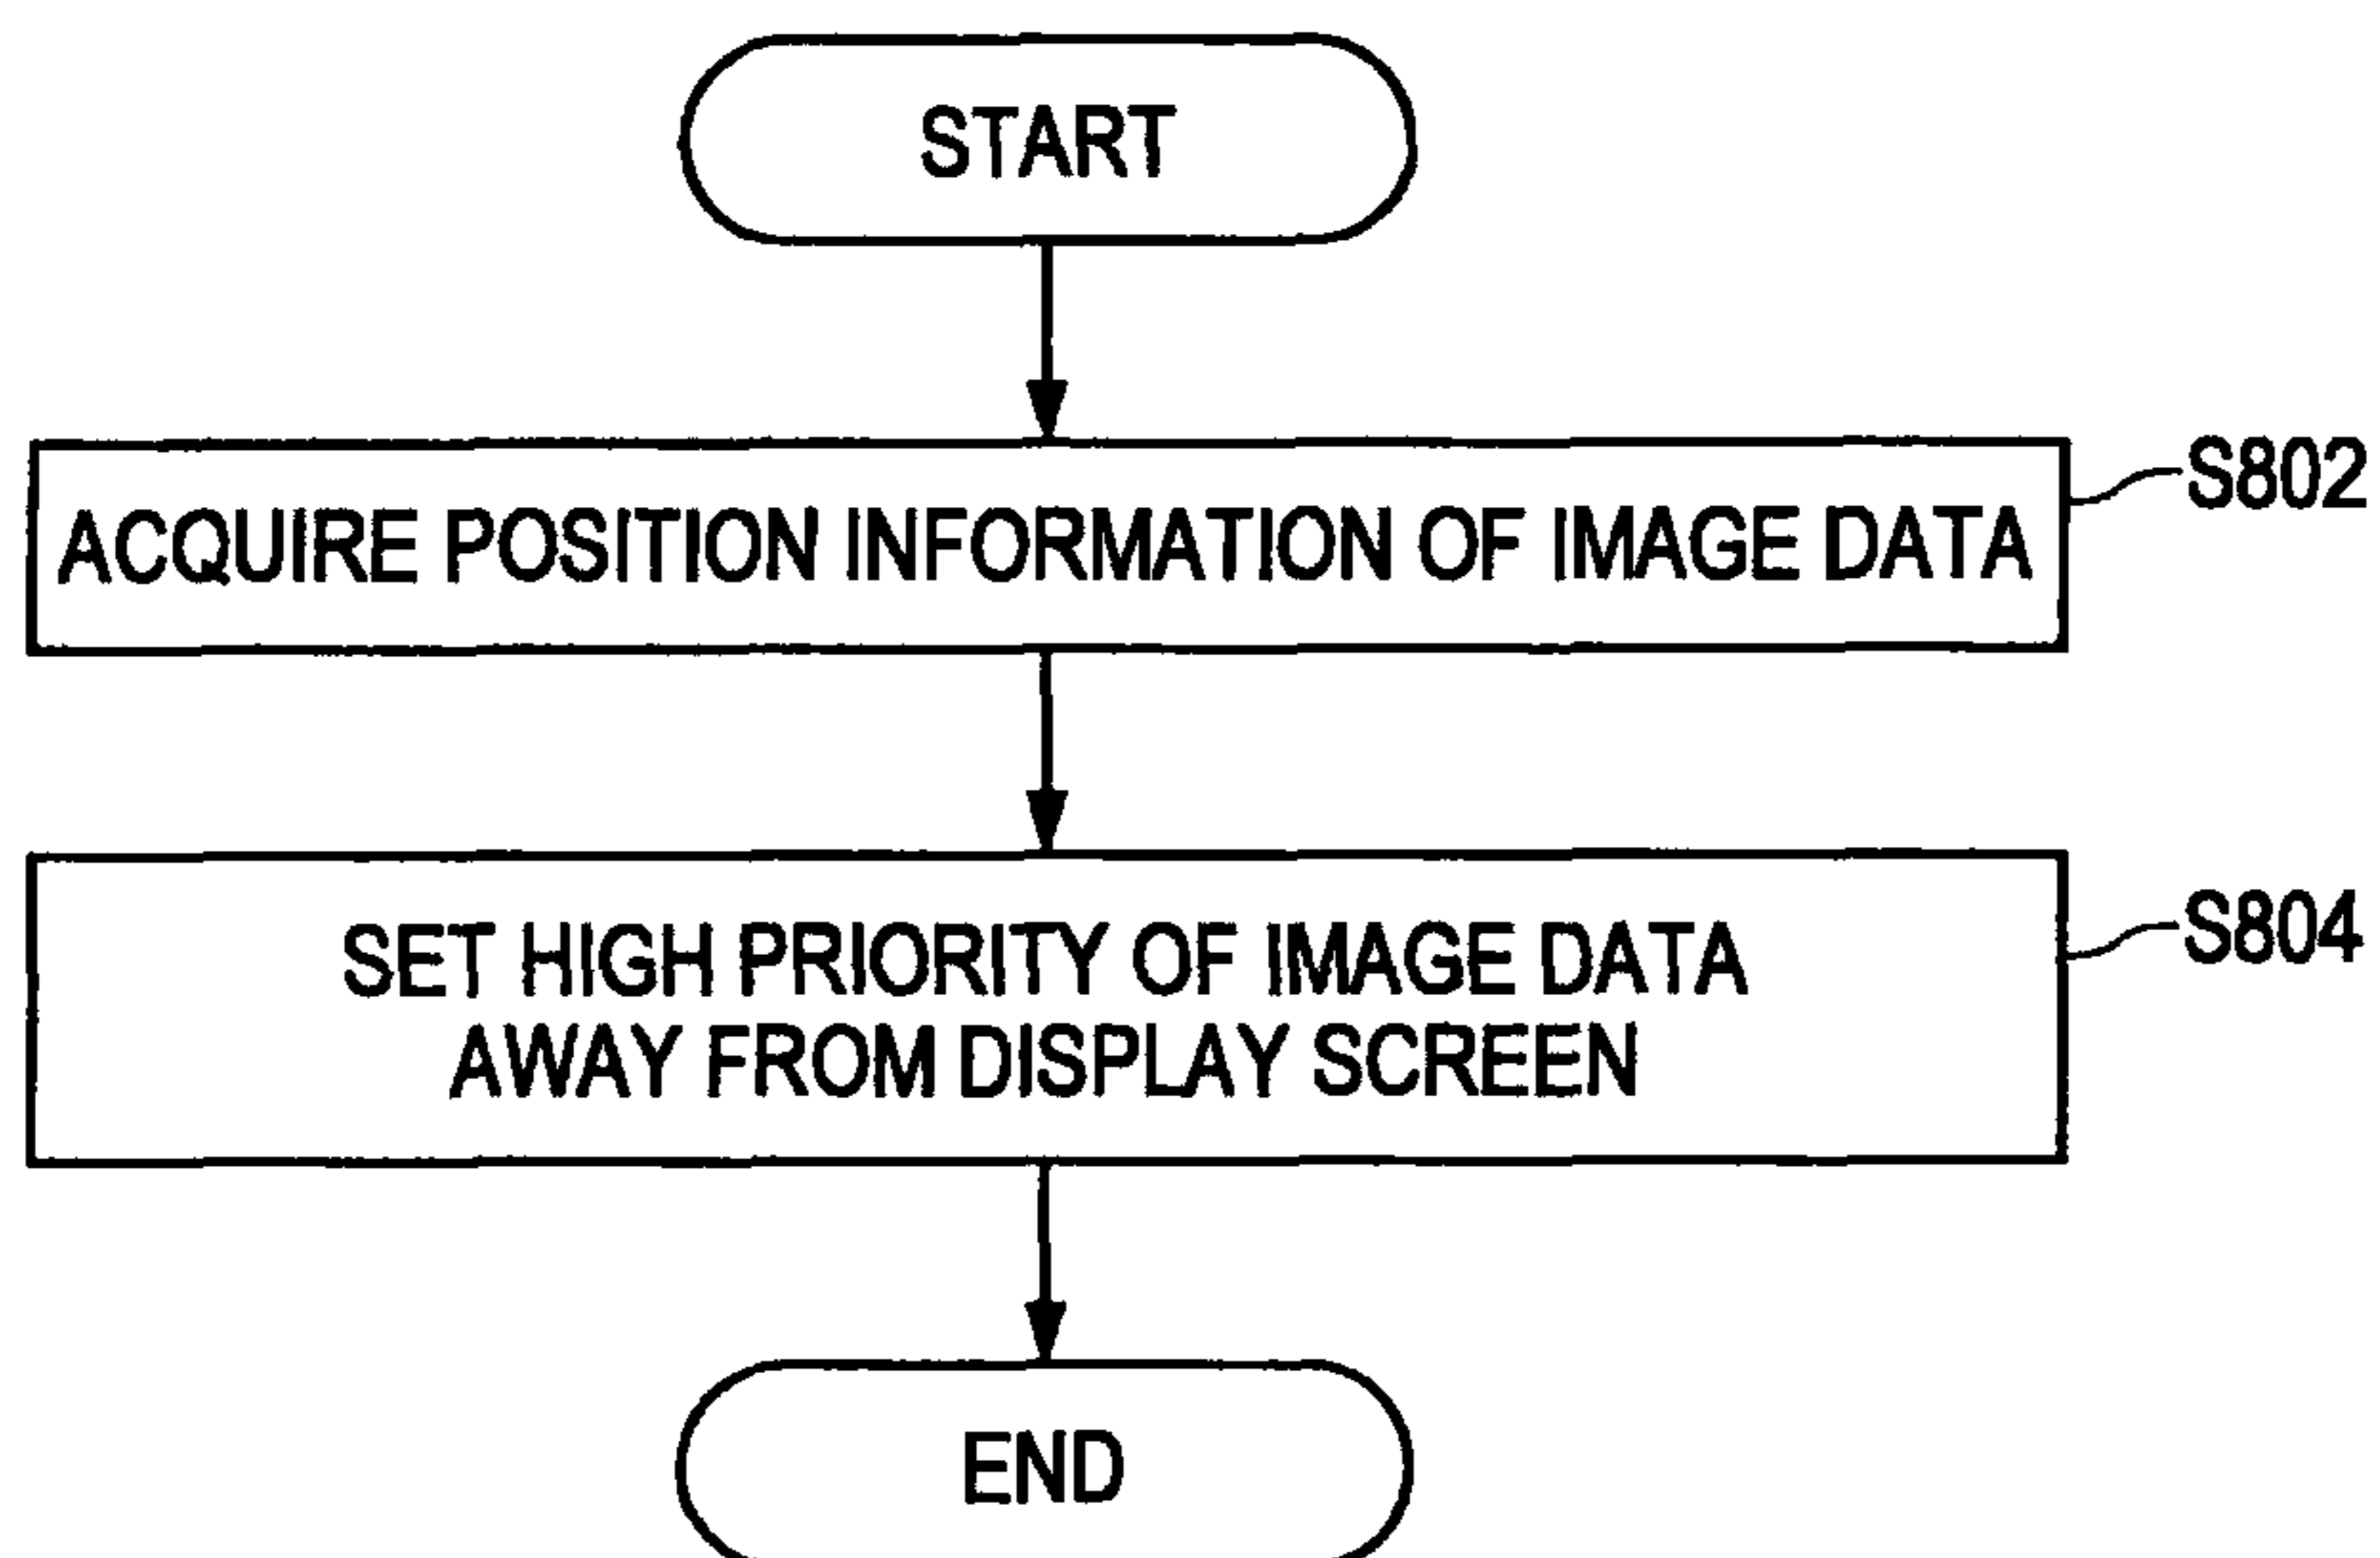 START
ACQUIRE POSITION INFORMATION OF IMAGE DATA
S802
SET HIGH PRIORITY OF IMAGE DATA
AWAY FROM DISPLAY SCREEN
S804
END